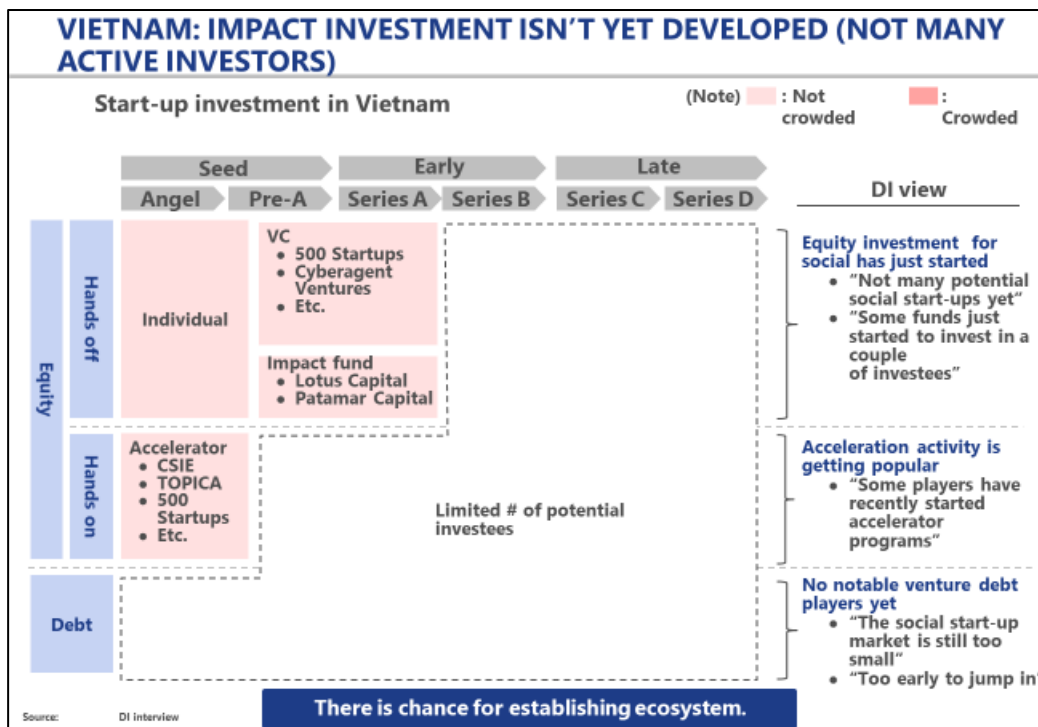 VIETNAM: IMPACT INVESTMENT ISN'T YET DEVELOPED (NOT MANY
ACTIVE INVESTORS)
Start-up investment in Vietnam
(Note)
: Not
crowded
:
Crowded
Seed
Early
Late
Angel
Pre-A
Series A
Series B
Series C
Series D
DI view
Equity
Hands off
Individual
VC
• 500 Startups
• Cyberagent
Ventures
• Etc.
Impact fund
• Lotus Capital
• Patamar Capital
Equity investment for
social has just started
• "Not many potential
social start-ups yet"
• "Some funds just
started to invest in a
couple
of investees"
Hands on
Accelerator
• CSIE
• TOPICA
• 500
Startups
• Etc.
Limited # of potential
investees
Acceleration activity is
getting popular
• "Some players have
recently started
accelerator
programs"
Debt
No notable venture debt
players yet
• "The social start-up
market is still too
small"
• "Too early to jump in"
There is chance for establishing ecosystem.
Source:
DI interview